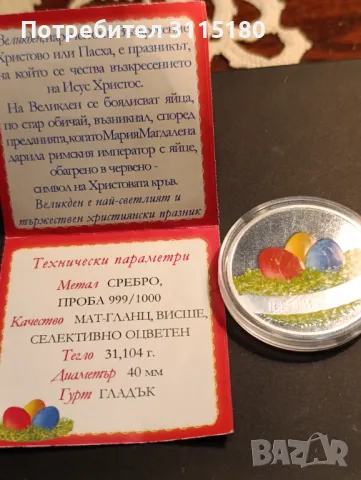 Потребител 3115180
Христово или Пасха, е празникът,
на който се чества възкресението
на Исус Христос.
На Великден се боядисват яйца,
по стар обичай, възникнал, според
преданията, когато Мария Магдалена
дарила римския император с яйце,
обагрено в червено -
символ на Христовата кръв.
Великден е най-светлият и
тържествен християнски празник
Технически параметри
Метал СРЕБРО,
ПРОБА 999/1000
Качество МАТ-ГЛАНЦ, ВИСШЕ,
СЕЛЕКТИВНО ОЦВЕТЕН
Тегло 31,104 г.
Диаметър 40 мм
Гурт ГЛАДЪК
BAZAR